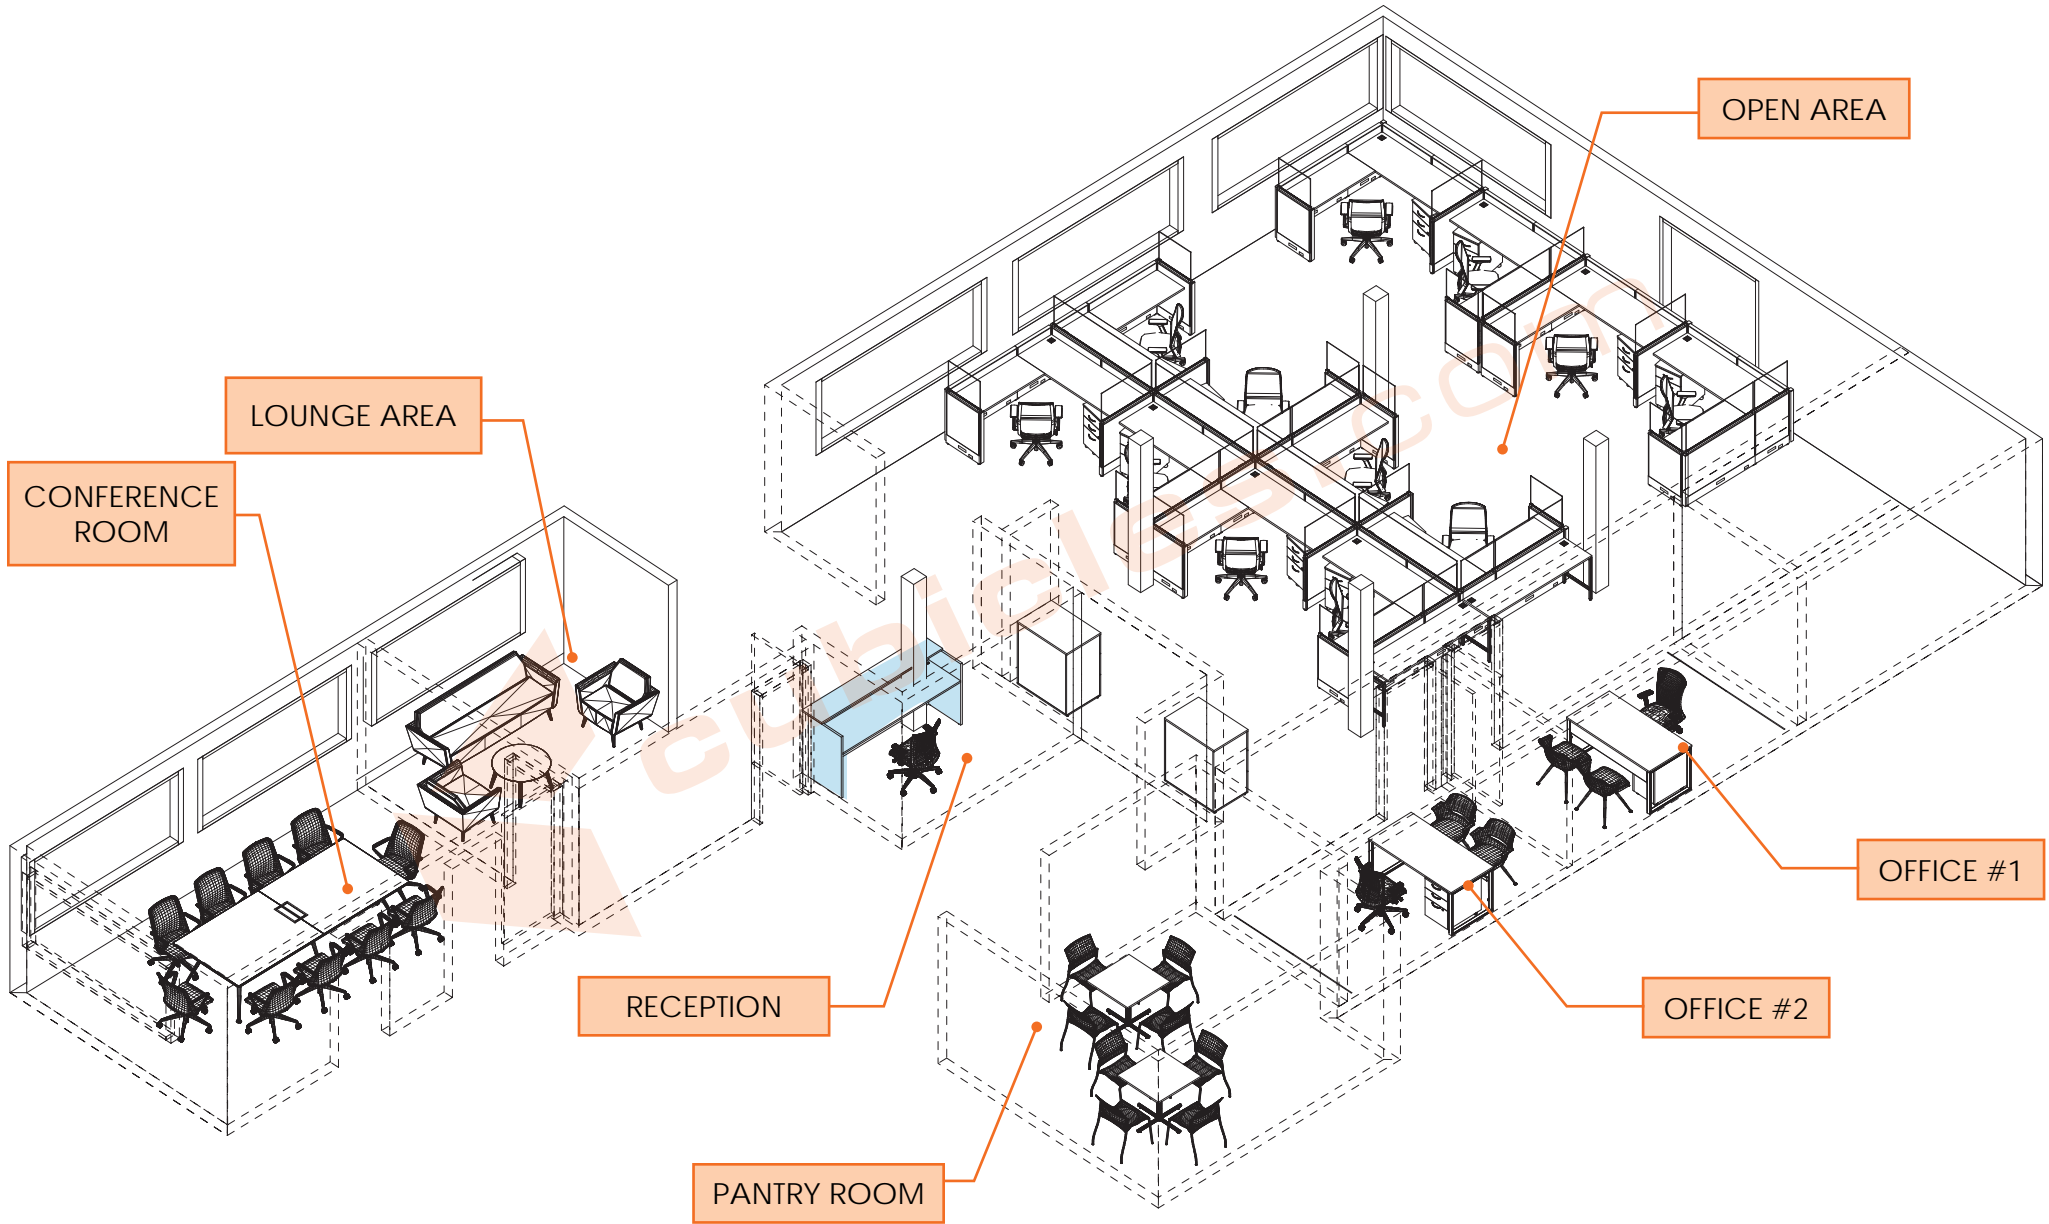 OPEN AREA
LOUNGE AREA
CONFERENCE
ROOM
cubicles.com
OFFICE #1
RECEPTION
OFFICE #2
PANTRY ROOM